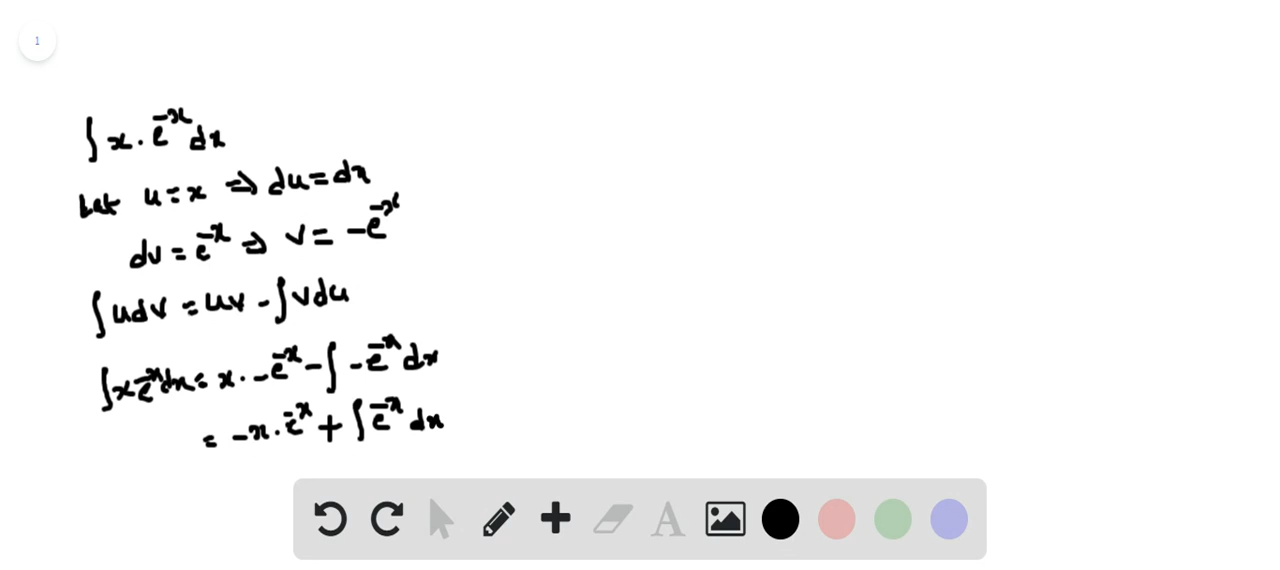 1
∫ x · e^{-x} dx
Let u = x ⇒ du = dx
dv = e^{-x} ⇒ v = -e^{-x}
∫ u dv = uv - ∫ v du
∫ x e^{-x} dx = x · -e^{-x} - ∫ -e^{-x} dx
= -x · e^{-x} + ∫ e^{-x} dx
A